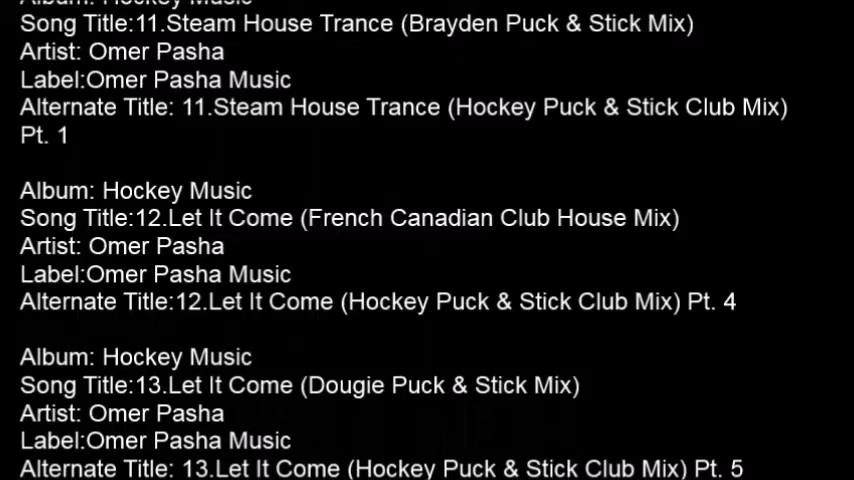 Album: Hockey Music
Song Title:11.Steam House Trance (Brayden Puck & Stick Mix)
Artist: Omer Pasha
Label:Omer Pasha Music
Alternate Title: 11.Steam House Trance (Hockey Puck & Stick Club Mix)
Pt. 1
Album: Hockey Music
Song Title:12.Let It Come (French Canadian Club House Mix)
Artist: Omer Pasha
Label:Omer Pasha Music
Alternate Title:12.Let It Come (Hockey Puck & Stick Club Mix) Pt. 4
Album: Hockey Music
Song Title:13.Let It Come (Dougie Puck & Stick Mix)
Artist: Omer Pasha
Label:Omer Pasha Music
Alternate Title: 13.Let It Come (Hockey Puck & Stick Club Mix) Pt. 5